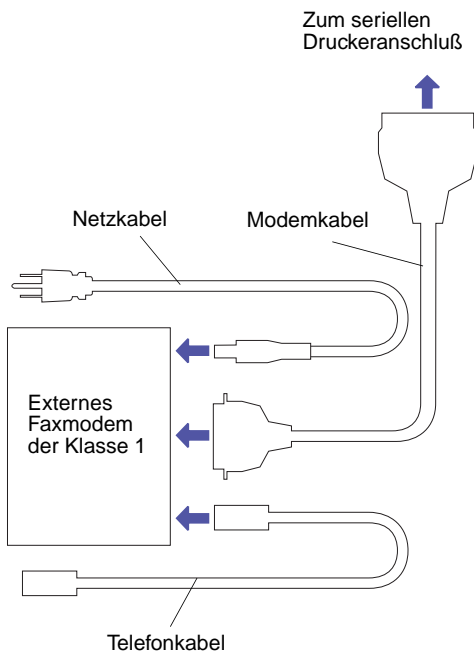 Zum seriellen
Druckeranschluß
Netzkabel
Modemkabel
Externes
Faxmodem
der Klasse 1
Telefonkabel